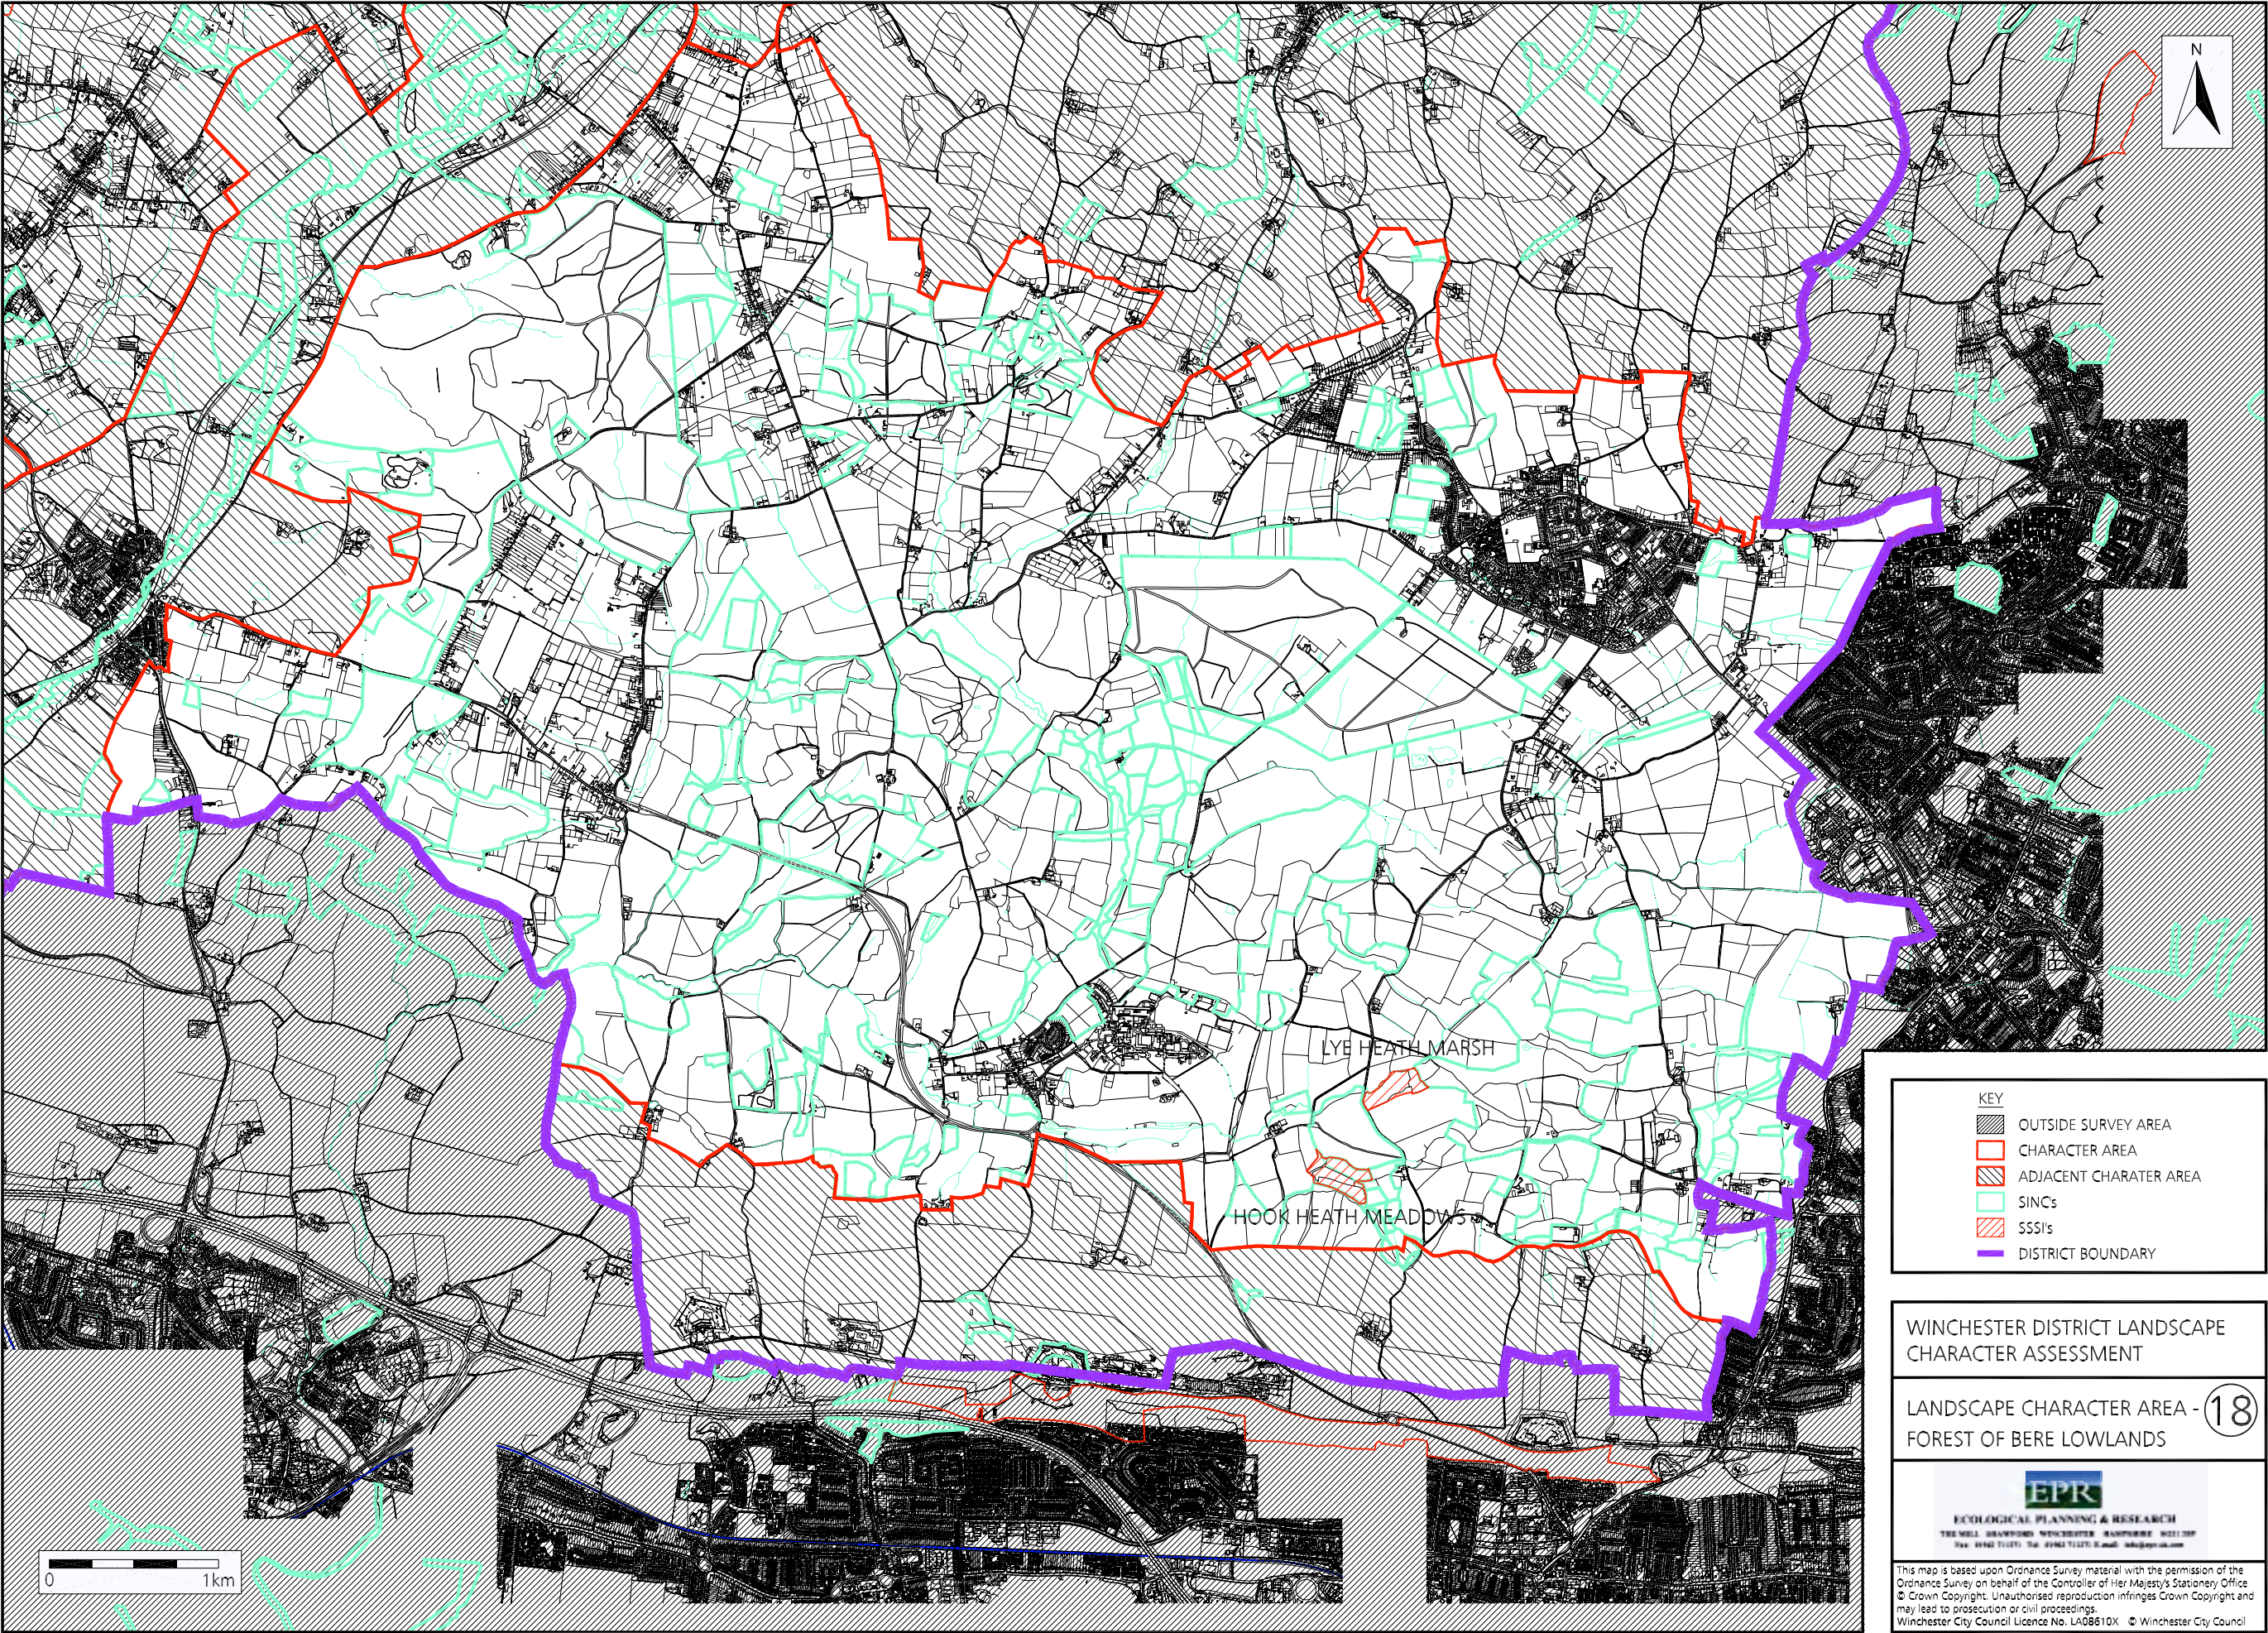 N
LYE HEATH MARSH
HOOK HEATH MEADOWS
0 1km
KEY
OUTSIDE SURVEY AREA
CHARACTER AREA
ADJACENT CHARATER AREA
SINCs
SSSI's
DISTRICT BOUNDARY
WINCHESTER DISTRICT LANDSCAPE
CHARACTER ASSESSMENT
LANDSCAPE CHARACTER AREA - 18
FOREST OF BERE LOWLANDS
EPR
ECOLOGICAL PLANNING & RESEARCH
THE MILL WINCHESTER HAMPSHIRE
This map is based upon Ordnance Survey material with the permission of the
Ordnance Survey on behalf of the Controller of Her Majesty's Stationery Office
© Crown Copyright. Unauthorised reproduction infringes Crown Copyright and
may lead to prosecution or civil proceedings.
Winchester City Council Licence No. LA08610X © Winchester City Council